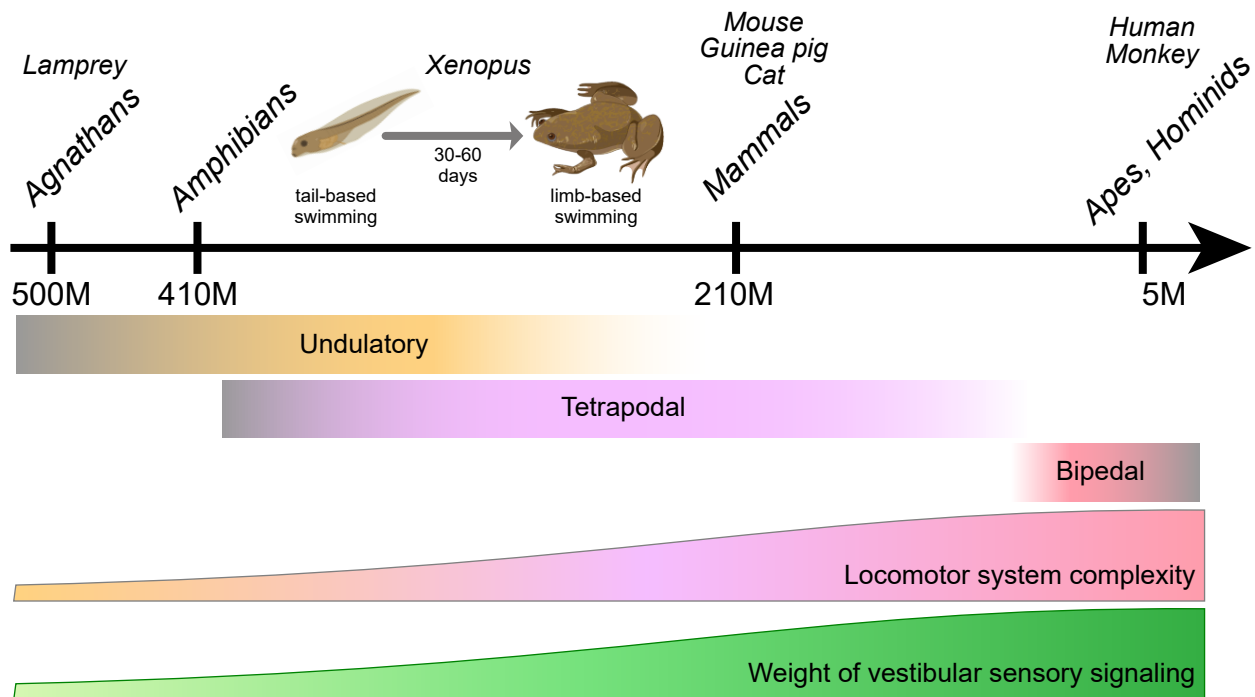 Lamprey
Agnathans
Amphibians
Xenopus
30-60
days
tail-based
swimming
limb-based
swimming
Mouse
Guinea pig
Cat
Mammals
Human
Monkey
Apes, Hominids
500M
410M
210M
5M
Undulatory
Tetrapodal
Bipedal
Locomotor system complexity
Weight of vestibular sensory signaling